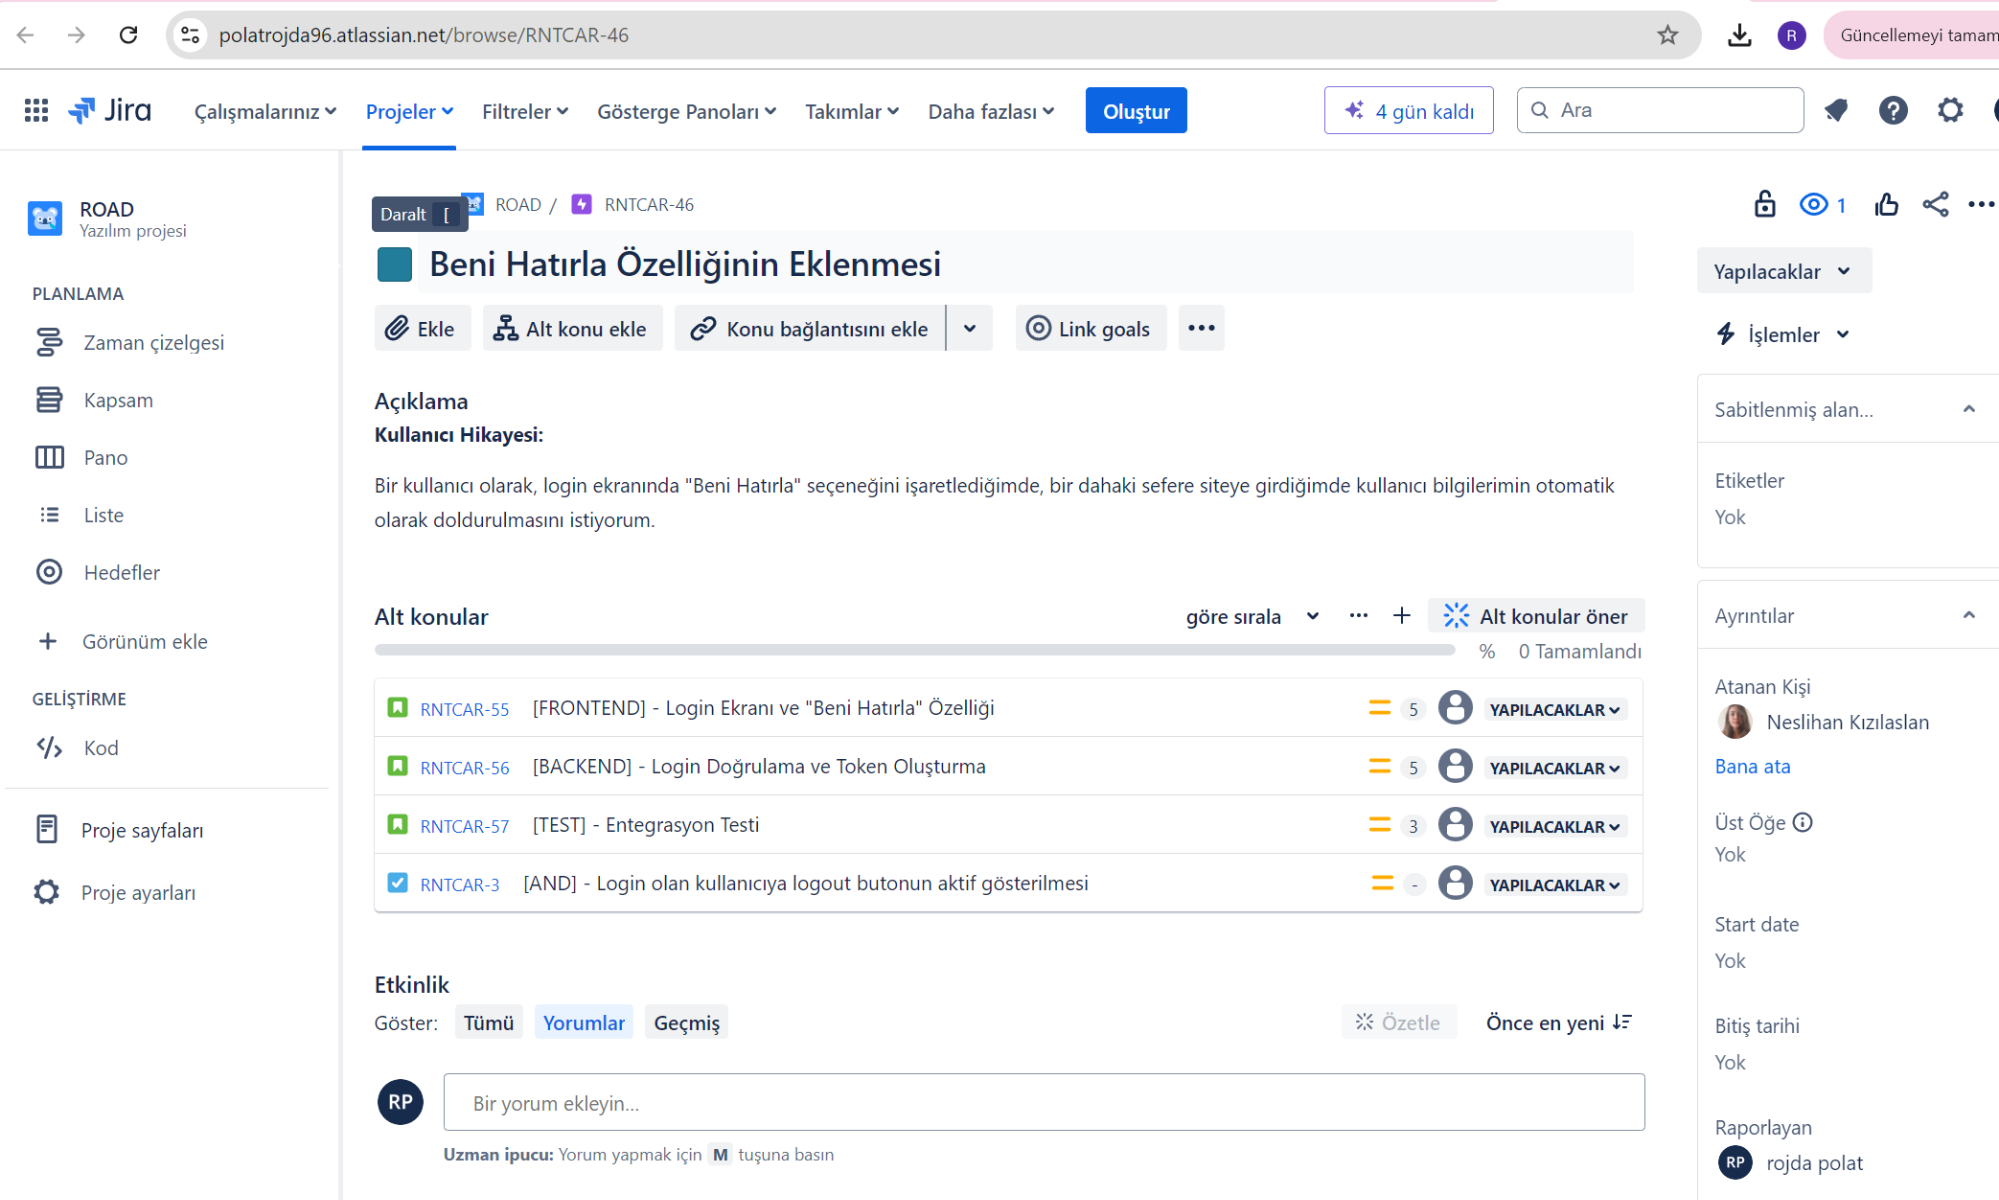 polatrojda96.atlassian.net/browse/RNTCAR-46
R
Güncellemeyi tamam
Jira
Çalışmalarınız
Projeler
Filtreler
Gösterge Panoları
Takımlar
Daha fazlası
Oluştur
4 gün kaldı
Ara
ROAD
Yazılım projesi
PLANLAMA
Zaman çizelgesi
Kapsam
Pano
Liste
Hedefler
Görünüm ekle
GELİŞTİRME
Kod
Proje sayfaları
Proje ayarları
Daralt [
ROAD / RNTCAR-46
Beni Hatırla Özelliğinin Eklenmesi
Ekle
Alt konu ekle
Konu bağlantısını ekle
Link goals
Açıklama
Kullanıcı Hikayesi:
Bir kullanıcı olarak, login ekranında "Beni Hatırla" seçeneğini işaretlediğimde, bir dahaki sefere siteye girdiğimde kullanıcı bilgilerimin otomatik
olarak doldurulmasını istiyorum.
Alt konular
göre sırala
Alt konular öner
% 0 Tamamlandı
RNTCAR-55 [FRONTEND] - Login Ekranı ve "Beni Hatırla" Özelliği 5 YAPILACAKLAR
RNTCAR-56 [BACKEND] - Login Doğrulama ve Token Oluşturma 5 YAPILACAKLAR
RNTCAR-57 [TEST] - Entegrasyon Testi 3 YAPILACAKLAR
RNTCAR-3 [AND] - Login olan kullanıcıya logout butonun aktif gösterilmesi - YAPILACAKLAR
Etkinlik
Göster: Tümü Yorumlar Geçmiş
Özetle
Önce en yeni
RP
Bir yorum ekleyin...
Uzman ipucu: Yorum yapmak için M tuşuna basın
1
Yapılacaklar
İşlemler
Sabitlenmiş alan...
Etiketler
Yok
Ayrıntılar
Atanan Kişi
Neslihan Kızılaslan
Bana ata
Üst Öğe
Yok
Start date
Yok
Bitiş tarihi
Yok
Raporlayan
RP rojda polat